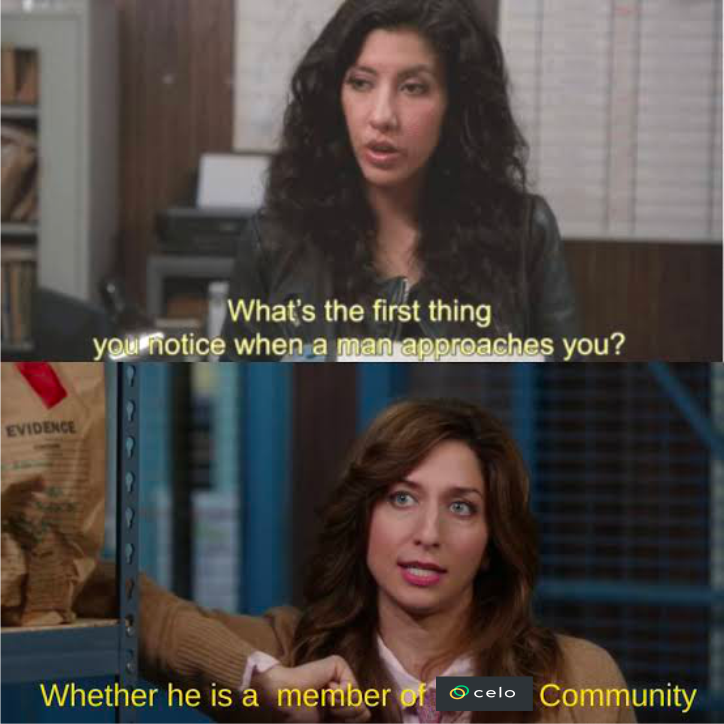 What's the first thing
you notice when a man approaches you?
EVIDENCE
Whether he is a member of celo Community